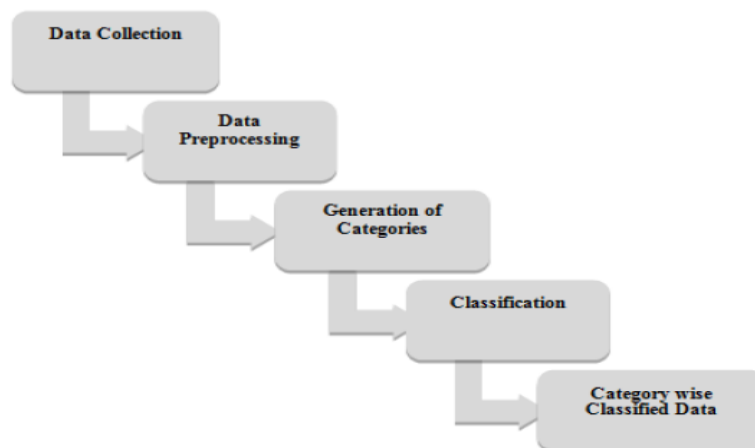 Data Collection
Data
Preprocessing
Generation of
Categories
Classification
Category wise
Classified Data